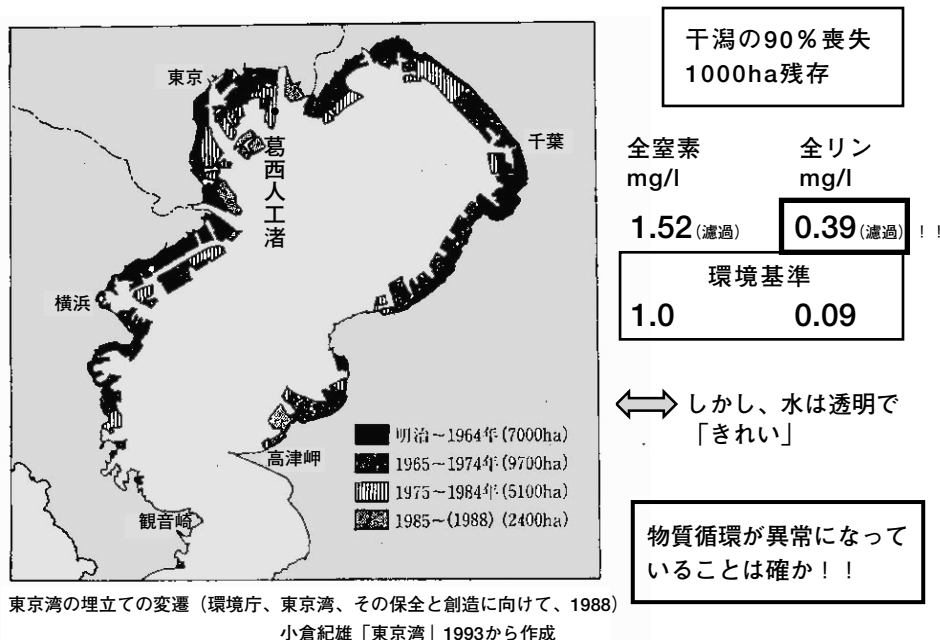 東京
葛西人工渚
千葉
横浜
高津岬
観音崎
明治～1964年(7000ha)
1965～1974年(9700ha)
1975～1984年(5100ha)
1985～(1988)(2400ha)
東京湾の埋立ての変遷（環境庁、東京湾、その保全と創造に向けて、1988）
小倉紀雄「東京湾」1993から作成
干潟の90％喪失
1000ha残存
全窒素 全リン
mg/l mg/l
1.52(濾過) 0.39(濾過)！！
環境基準
1.0 0.09
しかし、水は透明で
「きれい」
物質循環が異常になって
いることは確か！！